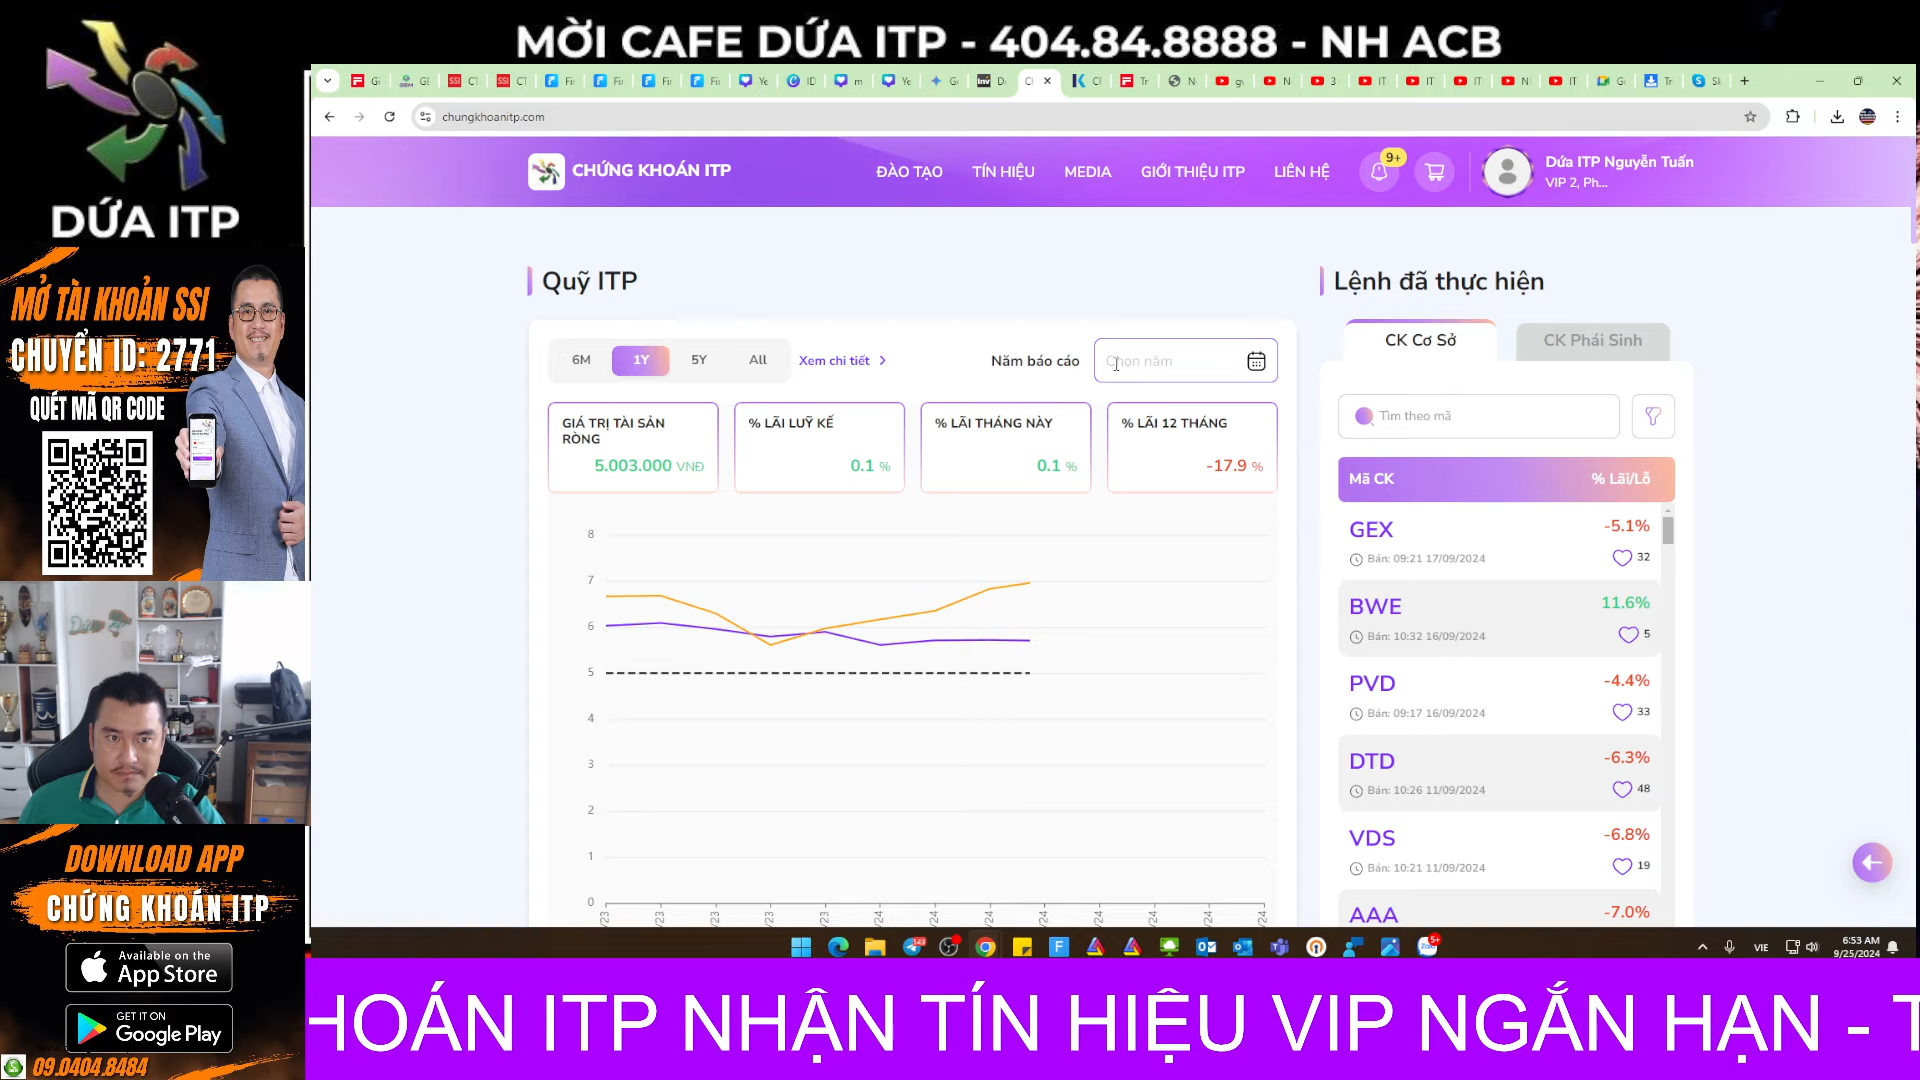 MỜI CAFE DỨA ITP - 404.84.8888 - NH ACB
DỨA ITP
MỞ TÀI KHOẢN SSI
CHUYỂN ID: 2771
QUÉT MÃ QR CODE
DOWNLOAD APP
CHỨNG KHOÁN ITP
Available on the
App Store
GET IT ON
Google Play
09.0404.8484
chungkhoanitp.com
CHỨNG KHOÁN ITP
ĐÀO TẠO
TÍN HIỆU
MEDIA
GIỚI THIỆU ITP
LIÊN HỆ
9+
Dứa ITP Nguyễn Tuấn
VIP 2, Ph...
Quỹ ITP
6M
1Y
5Y
All
Xem chi tiết
Năm báo cáo
Chọn năm
GIÁ TRỊ TÀI SẢN
RÒNG
5.003.000 VNĐ
% LÃI LUỸ KẾ
0.1 %
% LÃI THÁNG NÀY
0.1 %
% LÃI 12 THÁNG
-17.9 %
8
7
6
5
4
3
2
1
0
Lệnh đã thực hiện
CK Cơ Sở
CK Phái Sinh
Tìm theo mã
Mã CK
% Lãi/Lỗ
GEX
-5.1%
Bán: 09:21 17/09/2024
32
BWE
11.6%
Bán: 10:32 16/09/2024
5
PVD
-4.4%
Bán: 09:17 16/09/2024
33
DTD
-6.3%
Bán: 10:26 11/09/2024
48
VDS
-6.8%
Bán: 10:21 11/09/2024
19
AAA
-7.0%
VIE
6:53 AM
9/25/2024
HOÁN ITP NHẬN TÍN HIỆU VIP NGẮN HẠN - T